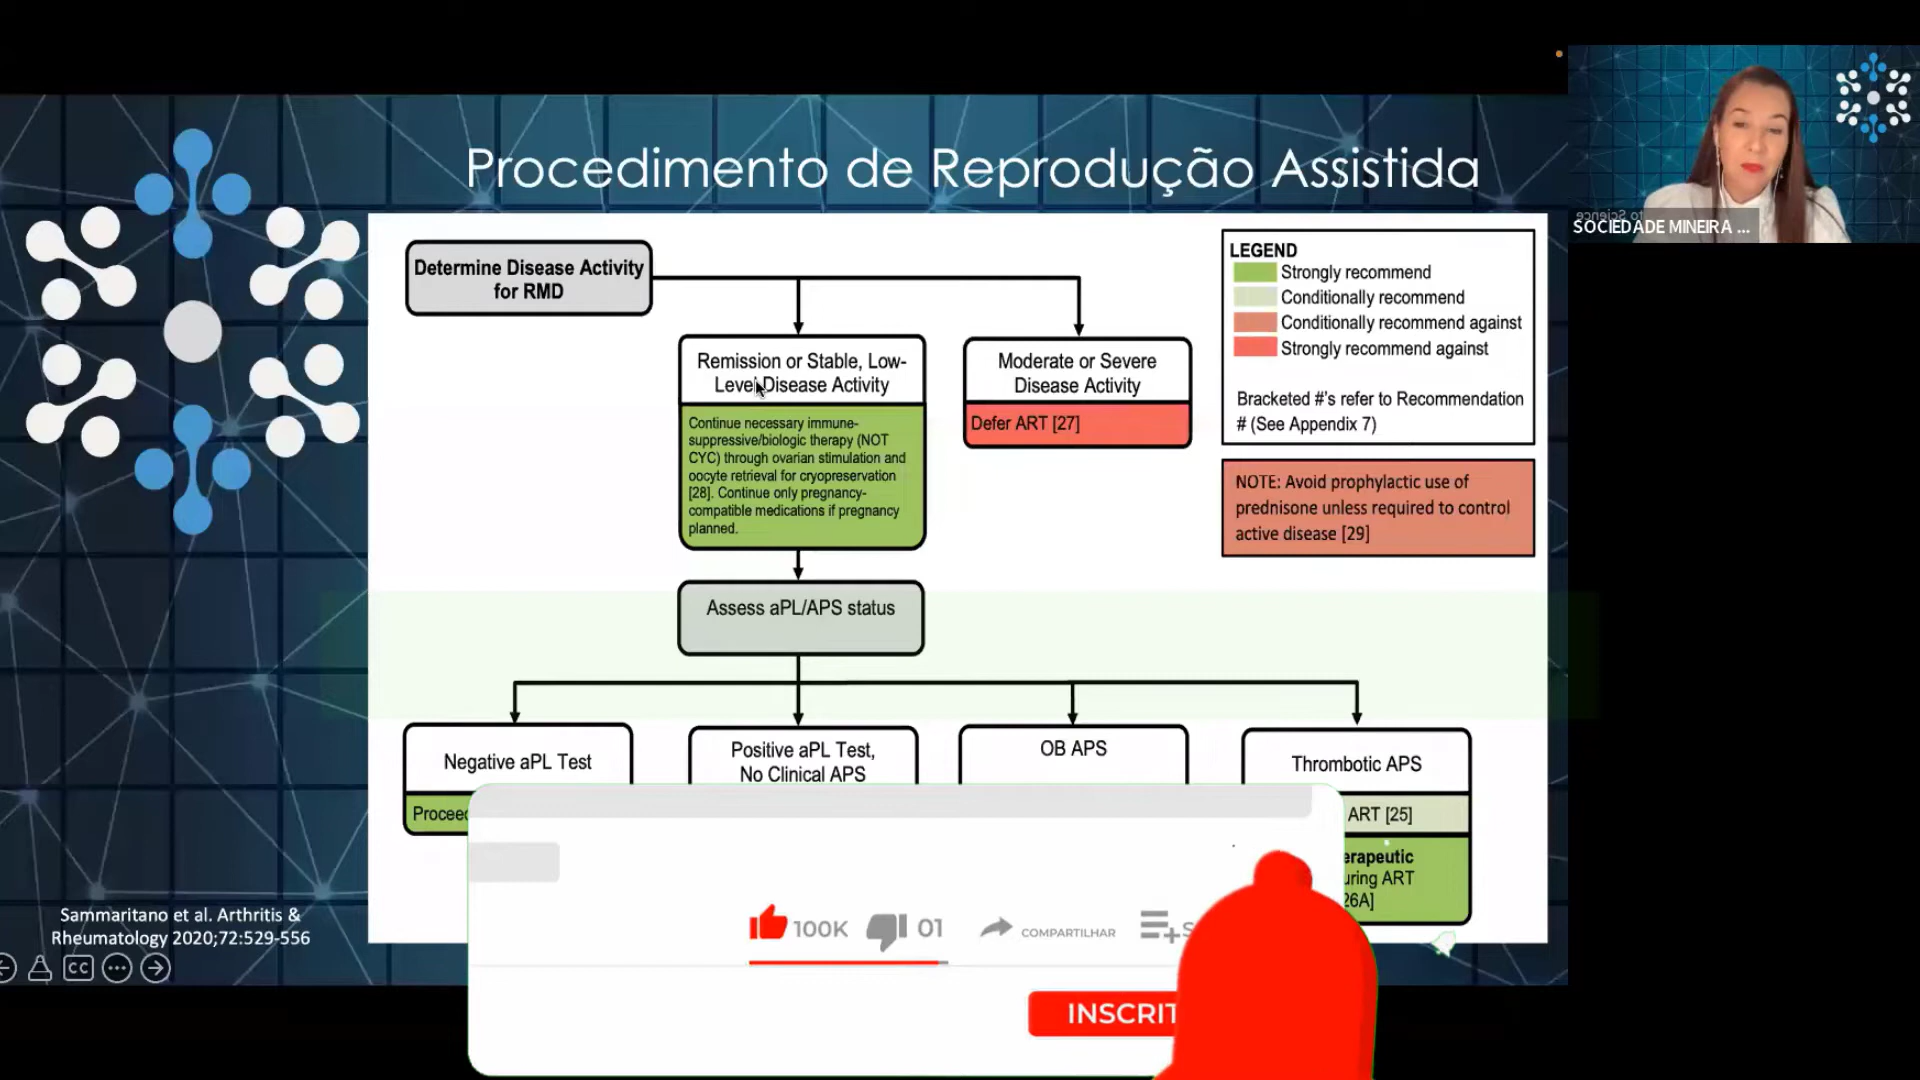 Procedimento de Reprodução Assistida
SOCIEDADE MINEIRA ...
Determine Disease Activity
for RMD
Remission or Stable, Low-
Level Disease Activity
Continue necessary immune-
suppressive/biologic therapy (NOT
CYC) through ovarian stimulation and
oocyte retrieval for cryopreservation
[28]. Continue only pregnancy-
compatible medications if pregnancy
planned.
Moderate or Severe
Disease Activity
Defer ART [27]
LEGEND
Strongly recommend
Conditionally recommend
Conditionally recommend against
Strongly recommend against
Bracketed #'s refer to Recommendation
# (See Appendix 7)
NOTE: Avoid prophylactic use of
prednisone unless required to control
active disease [29]
Assess aPL/APS status
Negative aPL Test
Positive aPL Test,
No Clinical APS
OB APS
Thrombotic APS
ART [25]
uring ART
26A]
Sammaritano et al. Arthritis &
Rheumatology 2020;72:529-556
CC
100K
01
COMPARTILHAR
INSCRIT